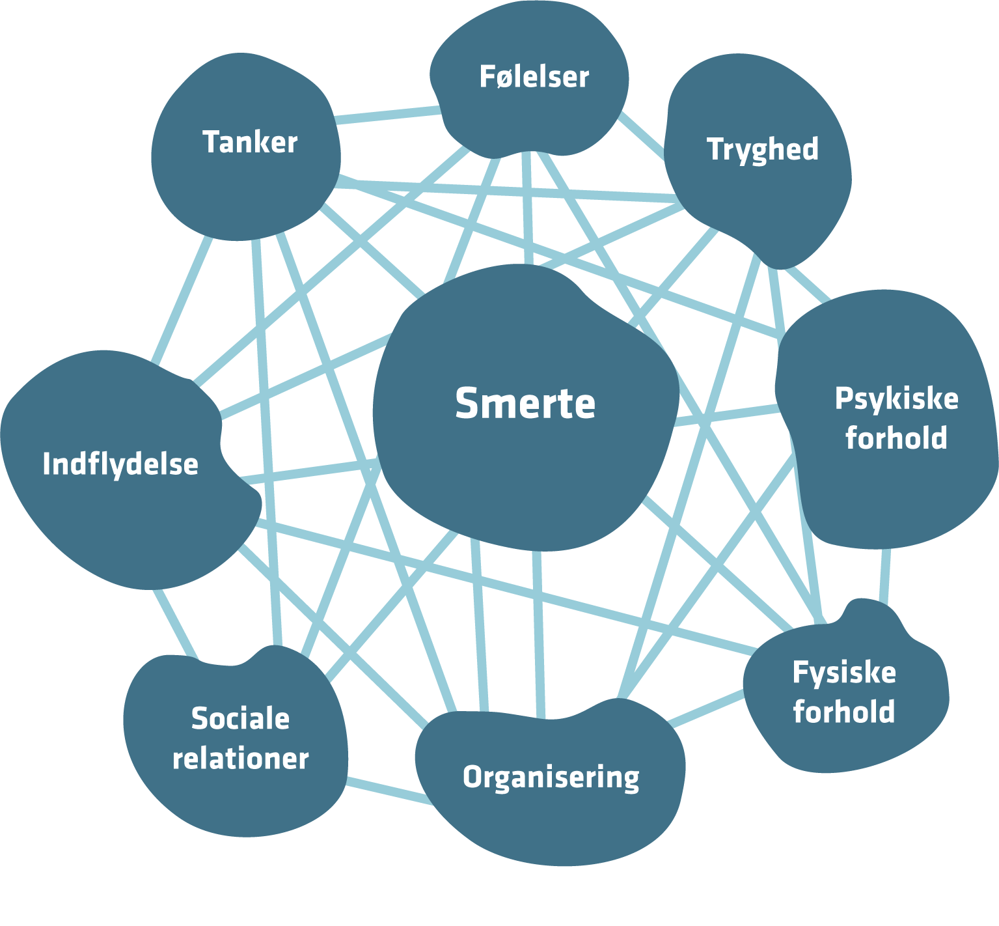 Følelser
Tanker
Tryghed
Smerte
Psykiske
forhold
Indflydelse
Fysiske
forhold
Sociale
relationer
Organisering